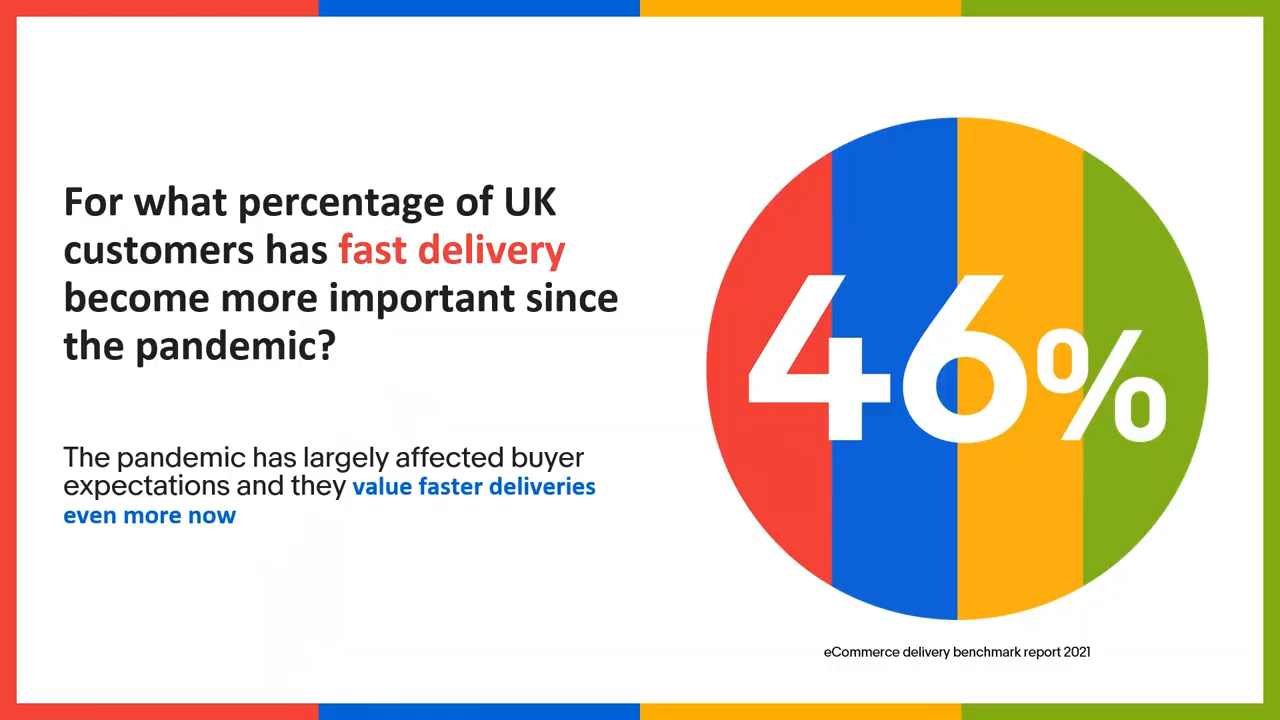 For what percentage of UK
customers has fast delivery
become more important since
the pandemic?
The pandemic has largely affected buyer
expectations and they value faster deliveries
even more now
46%
eCommerce delivery benchmark report 2021